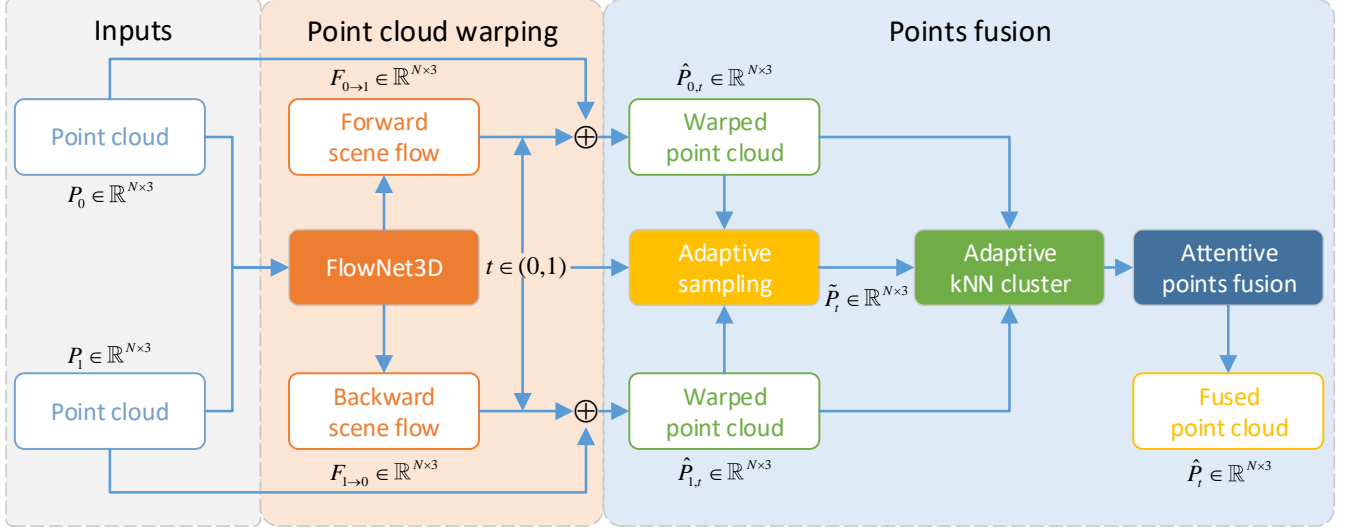 Inputs
Point cloud warping
Points fusion
F_{0→1} ∈ ℝ^{N×3}
P̂_{0,t} ∈ ℝ^{N×3}
Point cloud
Forward
scene flow
⊕
Warped
point cloud
P_0 ∈ ℝ^{N×3}
FlowNet3D
t ∈ (0,1)
Adaptive
sampling
P̃_t ∈ ℝ^{N×3}
Adaptive
kNN cluster
Attentive
points fusion
P_1 ∈ ℝ^{N×3}
Point cloud
Backward
scene flow
⊕
Warped
point cloud
Fused
point cloud
F_{1→0} ∈ ℝ^{N×3}
P̂_{1,t} ∈ ℝ^{N×3}
P̂_t ∈ ℝ^{N×3}